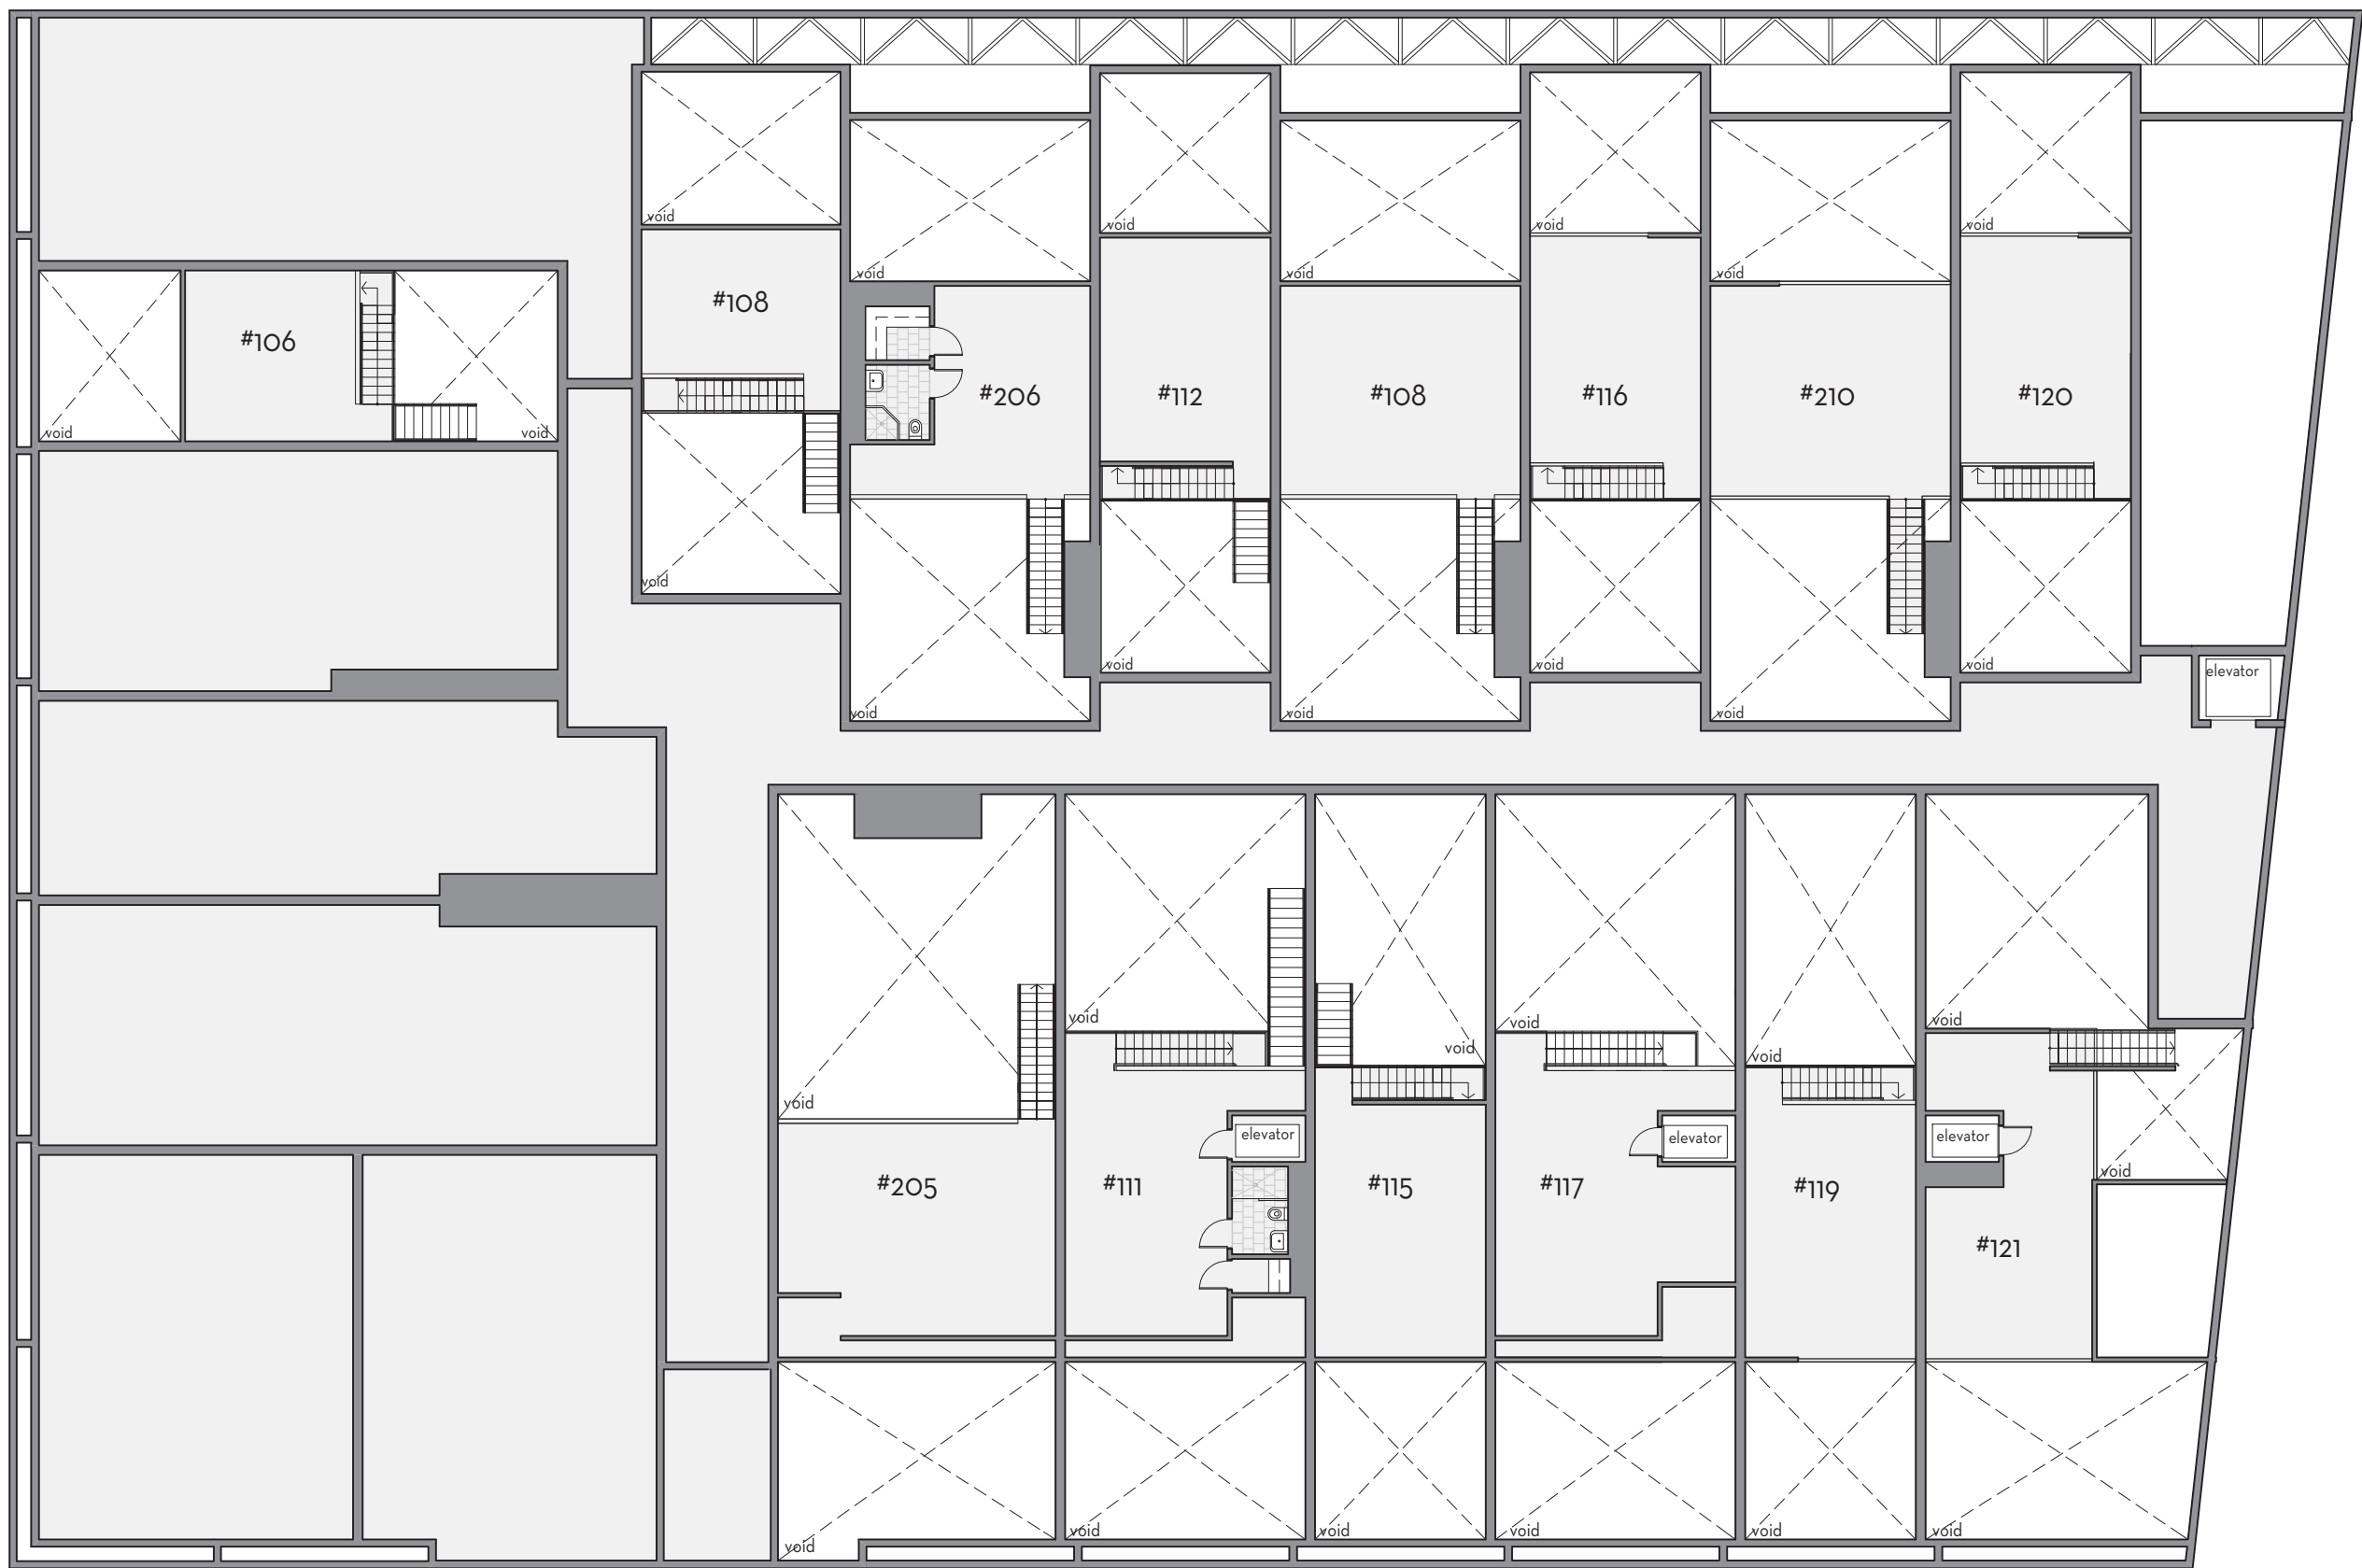 void
void
void
void
void
void
void
void
#108
#106
#206
#112
#108
#116
#210
#120
void
void
void
void
void
void
void
void
void
void
elevator
void
void
void
void
void
void
elevator
elevator
elevator
void
#205
#111
#115
#117
#119
#121
void
void
void
void
void
void